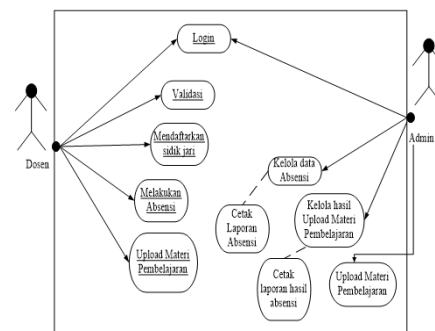 Login
Validasi
Mendaftarkan
sidik jari
Melakukan
Absensi
Upload Materi
Pembelajaran
Dosen
Admin
Kelola data
Absensi
Cetak
Laporan
Absensi
Kelola hasil
Upload Materi
Pembelajaran
Cetak
laporan hasil
absensi
Upload Materi
Pembelajaran